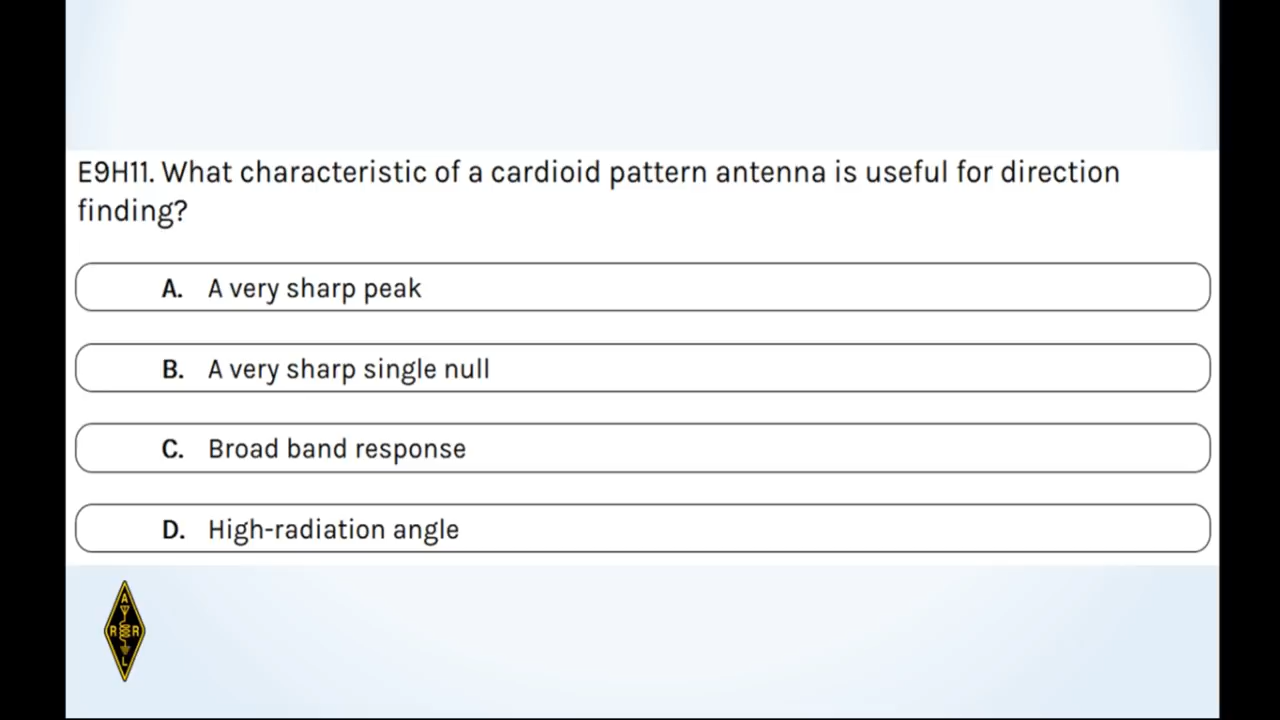 E9H11. What characteristic of a cardioid pattern antenna is useful for direction
finding?
A. A very sharp peak
B. A very sharp single null
C. Broad band response
D. High-radiation angle
A
R R
L